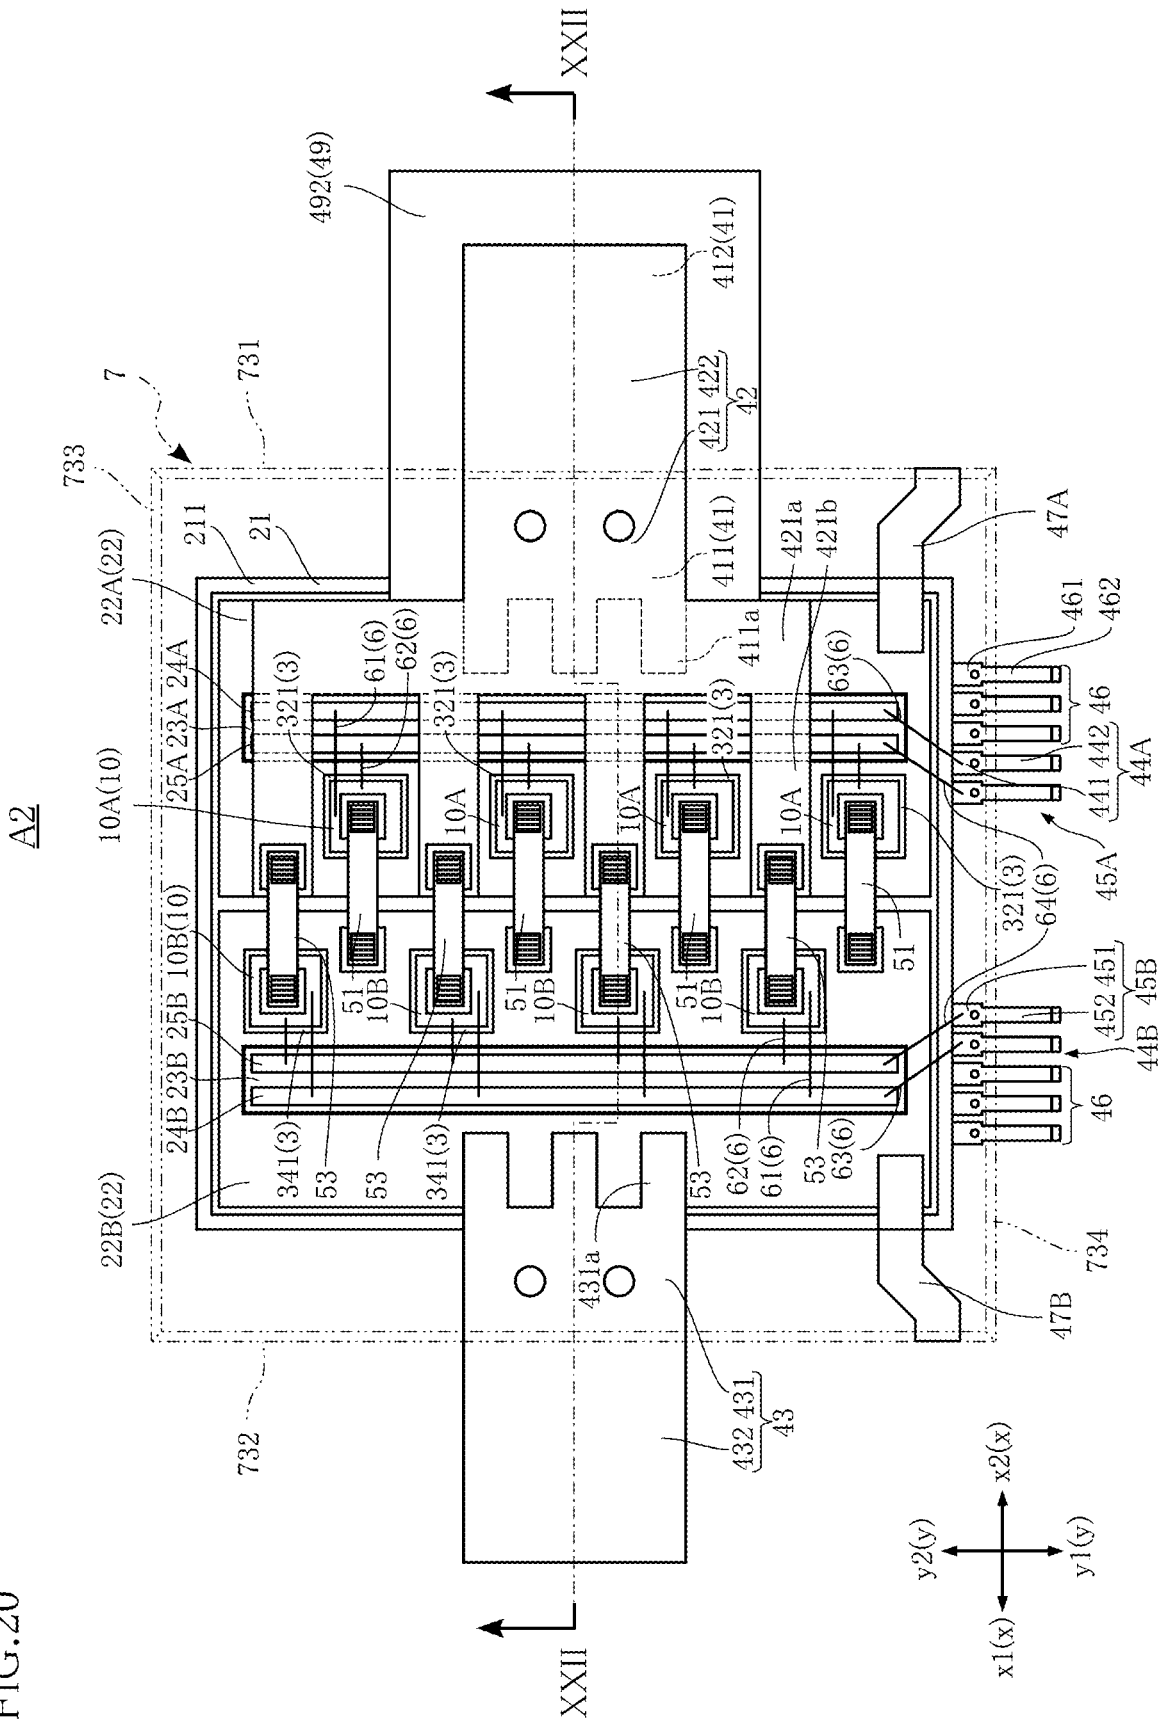 FIG.20
A2
XXII
XXII
492(49)
412(41)
421 422
42
411(41)
411a
421a
421b
7
731
733
211
21
22A(22)
24A
23A
25A
321(3)
61(6)
62(6)
321(3)
321(3)
63(6)
47A
461
462
46
441 442
44A
45A
321(3)
64(6)
10A(10)
10A
10A
10A
10B(10)
25B
23B
24B
22B(22)
51
51
51
51
10B
10B
10B
341(3)
53
53
341(3)
53
62(6)
61(6)
53
63(6)
452 451
45B
44B
46
431a
734
47B
732
432 431
43
y2(y)
x1(x)
x2(x)
y1(y)